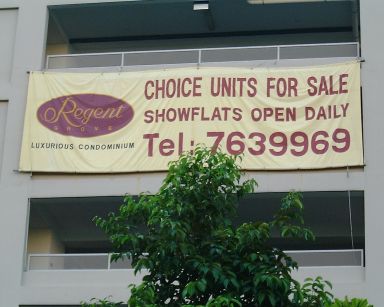 Regent
GROVE
LUXURIOUS CONDOMINIUM
CHOICE UNITS FOR SALE
SHOWFLATS OPEN DAILY
Tel: 7639969